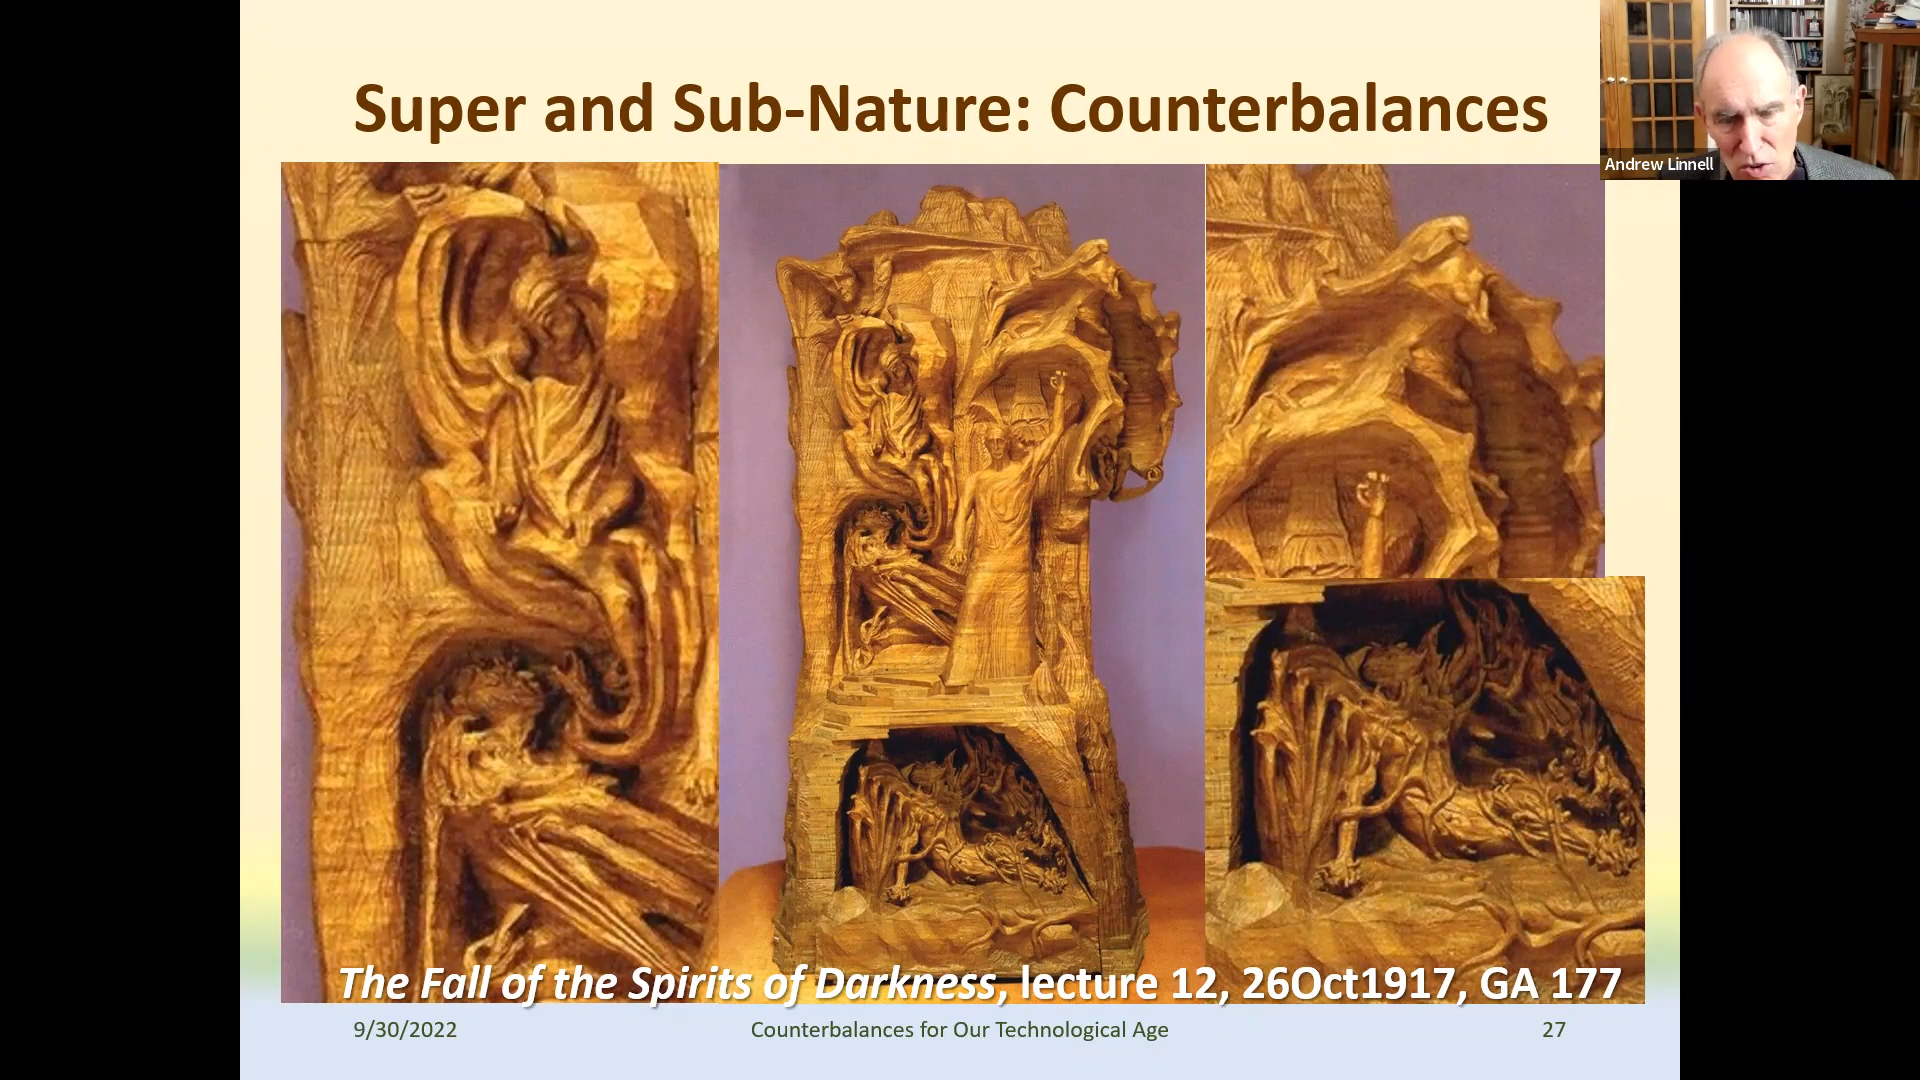 Super and Sub-Nature: Counterbalances
Andrew Linnell
The Fall of the Spirits of Darkness, lecture 12, 26Oct1917, GA 177
9/30/2022
Counterbalances for Our Technological Age
27